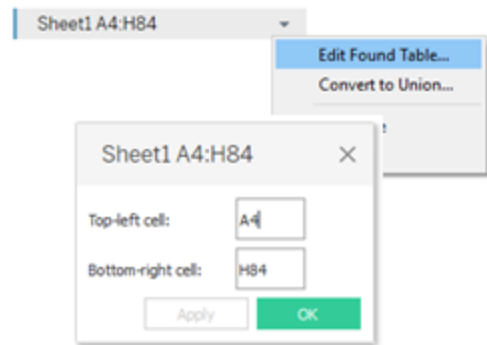 Sheet1 A4:H84
Edit Found Table...
Convert to Union...
Sheet1 A4:H84
Top-left cell:
A4
Bottom-right cell:
H84
Apply
OK